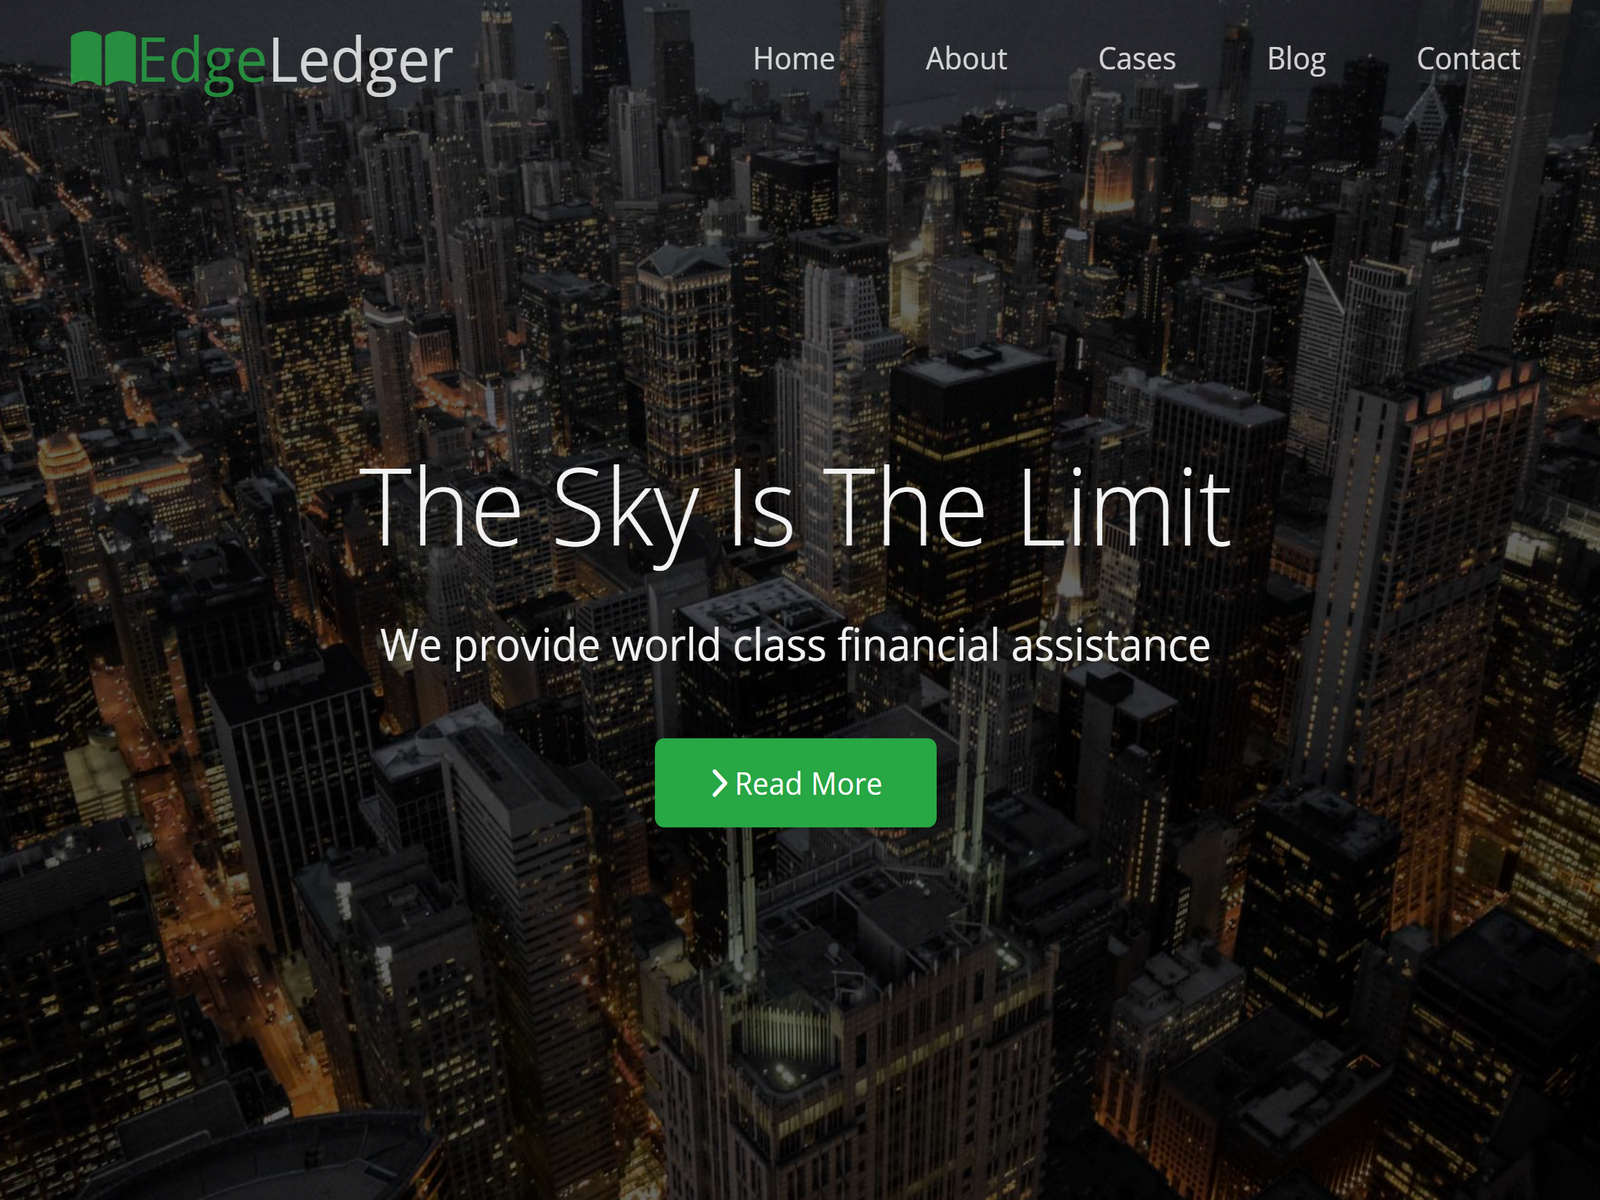 EdgeLedger
Home About Cases Blog Contact
The Sky Is The Limit
We provide world class financial assistance
Read More